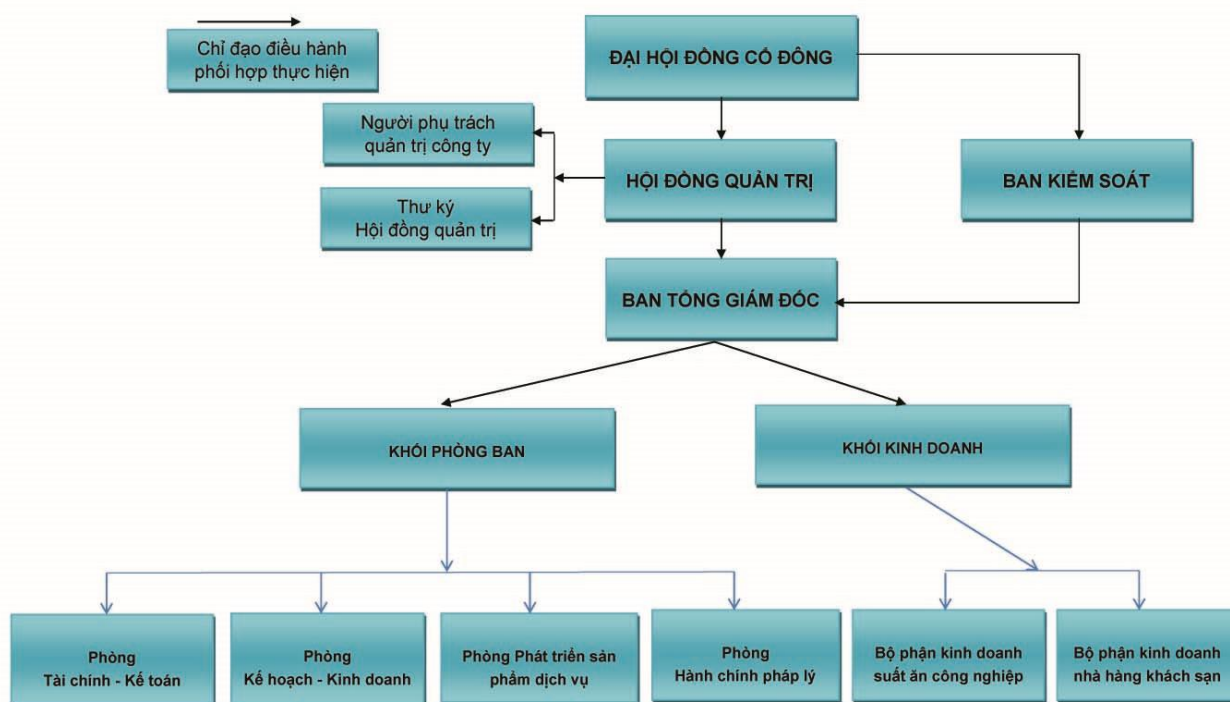 Chỉ đạo điều hành
phối hợp thực hiện
ĐẠI HỘI ĐỒNG CỔ ĐÔNG
Người phụ trách
quản trị công ty
HỘI ĐỒNG QUẢN TRỊ
BAN KIỂM SOÁT
Thư ký
Hội đồng quản trị
BAN TỔNG GIÁM ĐỐC
KHỐI PHÒNG BAN
KHỐI KINH DOANH
Phòng
Tài chính - Kế toán
Phòng
Kế hoạch - Kinh doanh
Phòng Phát triển sản
phẩm dịch vụ
Phòng
Hành chính pháp lý
Bộ phận kinh doanh
suất ăn công nghiệp
Bộ phận kinh doanh
nhà hàng khách sạn